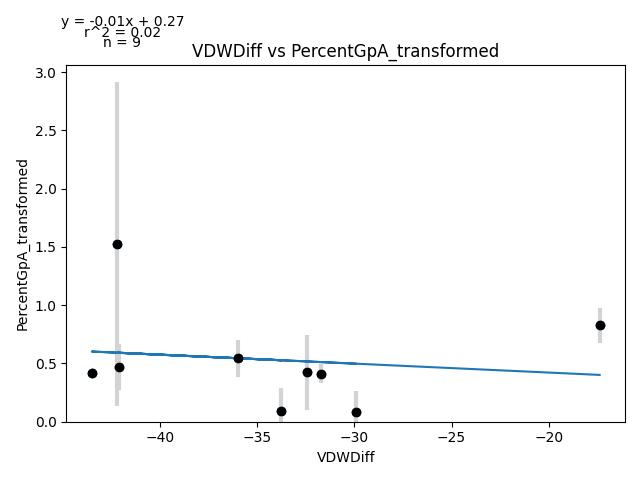 y = -0.01x + 0.27
r^2 = 0.02
n = 9
VDWDiff vs PercentGpA_transformed
PercentGpA_transformed
3.0
2.5
2.0
1.5
1.0
0.5
0.0
−40
−35
−30
−25
−20
VDWDiff